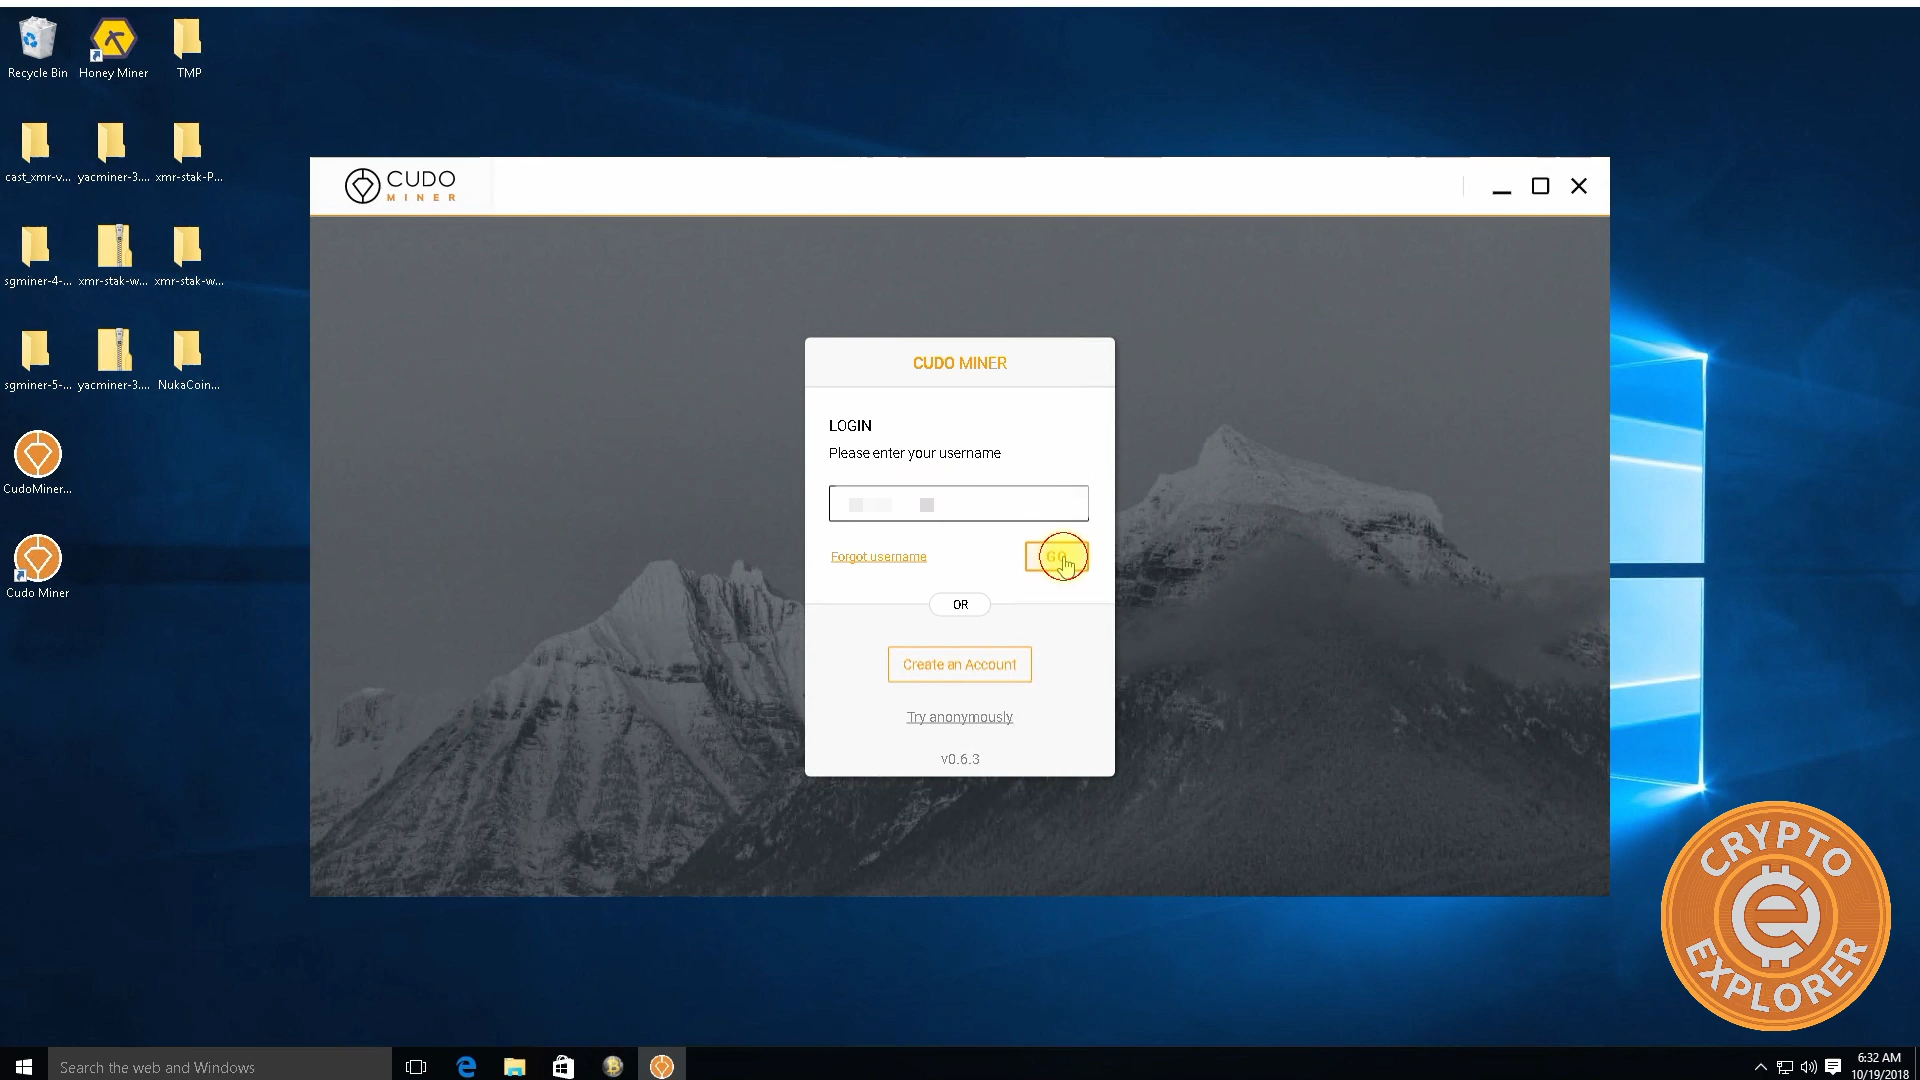 Recycle Bin
Honey Miner
TMP
cast_xmr-v...
yacminer-3....
xmr-stak-P...
sgminer-4-...
xmr-stak-w...
xmr-stak-w...
sgminer-5-...
yacminer-3....
NukaCoin...
CudoMiner...
Cudo Miner
CUDO
MINER
CUDO MINER
LOGIN
Please enter your username
Forgot username
GO
OR
Create an Account
Try anonymously
v0.6.3
CRYPTO
EXPLORER
Search the web and Windows
6:32 AM
10/19/2018